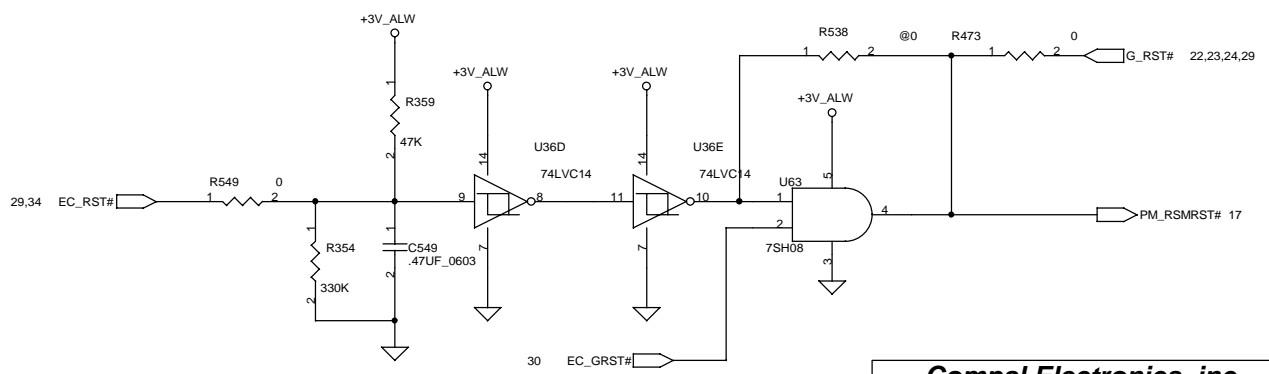 +3V_ALW
R538
@0
R473
0
1
2
1
2
G_RST#
22,23,24,29
+3V_ALW
+3V_ALW
1
R359
47K
2
+3V_ALW
14
U36D
74LVC14
14
U36E
74LVC14
U63
5
29,34
EC_RST#
R549
0
1
2
9
8
11
10
1
2
4
PM_RSMRST#
17
7SH08
3
1
R354
330K
2
1
C549
.47UF_0603
2
7
7
30
EC_GRST#
Compal Electronics, inc